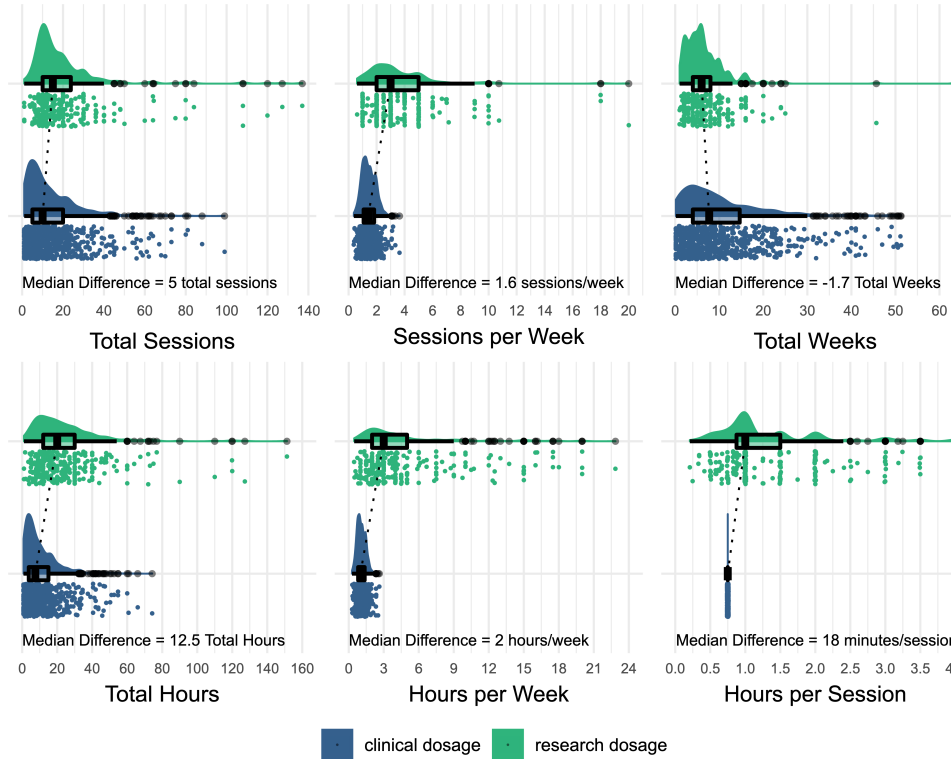 Median Difference = 5 total sessions
Median Difference = 1.6 sessions/week
Median Difference = -1.7 Total Weeks
0 20 40 60 80 100 120 140
0 2 4 6 8 10 12 14 16 18 20
0 10 20 30 40 50 60
Total Sessions
Sessions per Week
Total Weeks
Median Difference = 12.5 Total Hours
Median Difference = 2 hours/week
Median Difference = 18 minutes/session
0 20 40 60 80 100 120 140 160
0 3 6 9 12 15 18 21 24
0.0 0.5 1.0 1.5 2.0 2.5 3.0 3.5 4
Total Hours
Hours per Week
Hours per Session
clinical dosage
research dosage